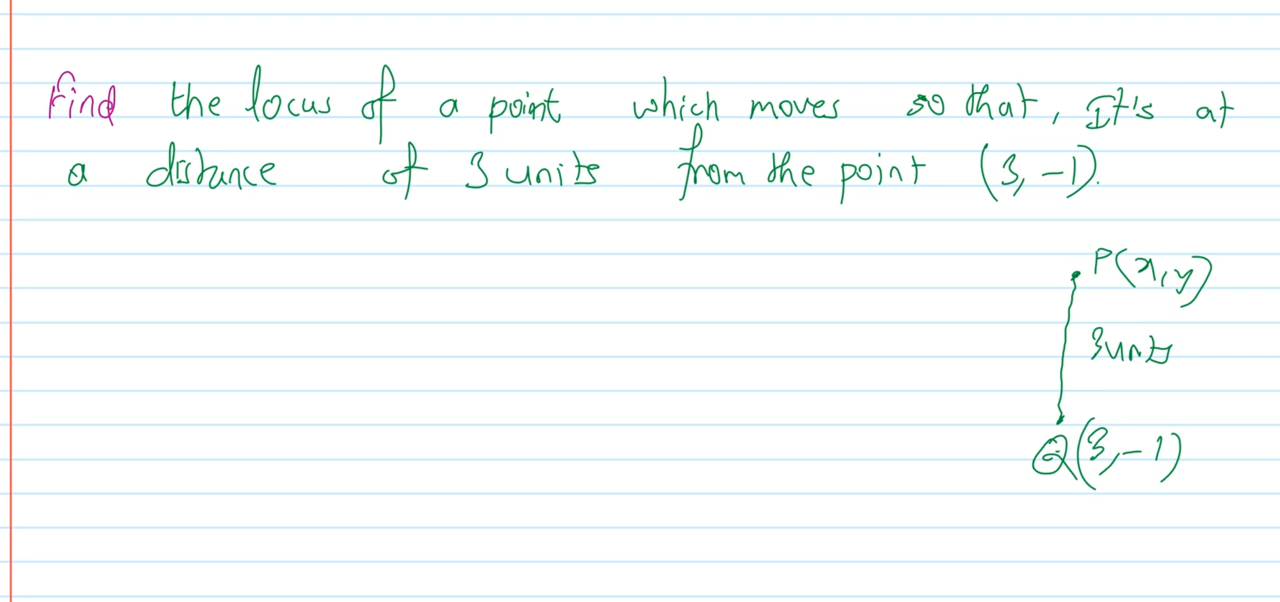 Find the locus of a point which moves so that, It's at
a distance of 3 units from the point (3, -1).
P(x,y)
3 units
Q(3,-1)